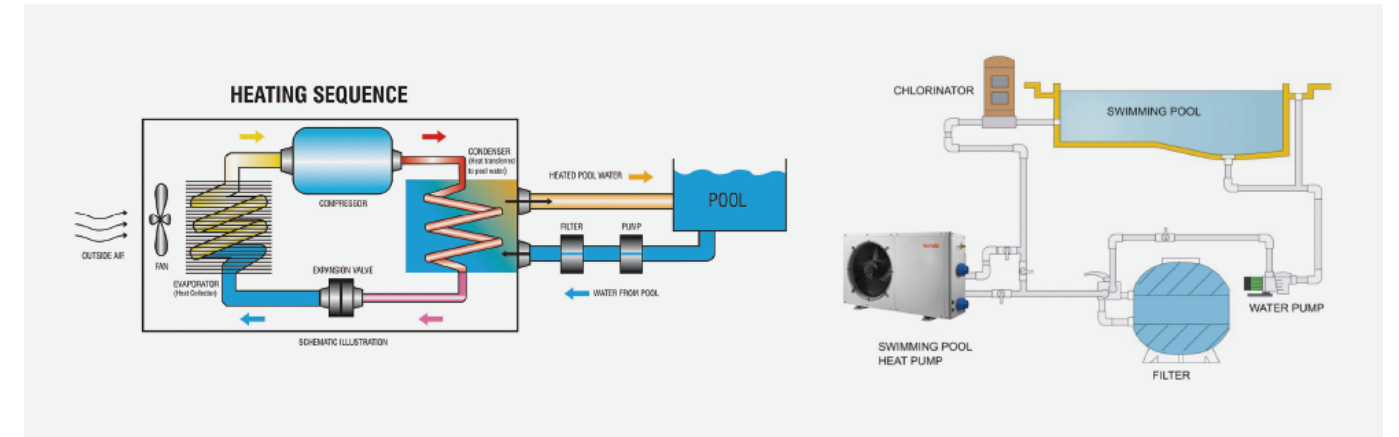 HEATING SEQUENCE
COMPRESSOR
CONDENSER
(Heat transferred
to pool water)
HEATED POOL WATER
POOL
FILTER
PUMP
WATER FROM POOL
OUTSIDE AIR
FAN
EVAPORATOR
(Heat Collector)
EXPANSION VALVE
SCHEMATIC ILLUSTRATION
CHLORINATOR
SWIMMING POOL
SWIMMING POOL
HEAT PUMP
FILTER
WATER PUMP